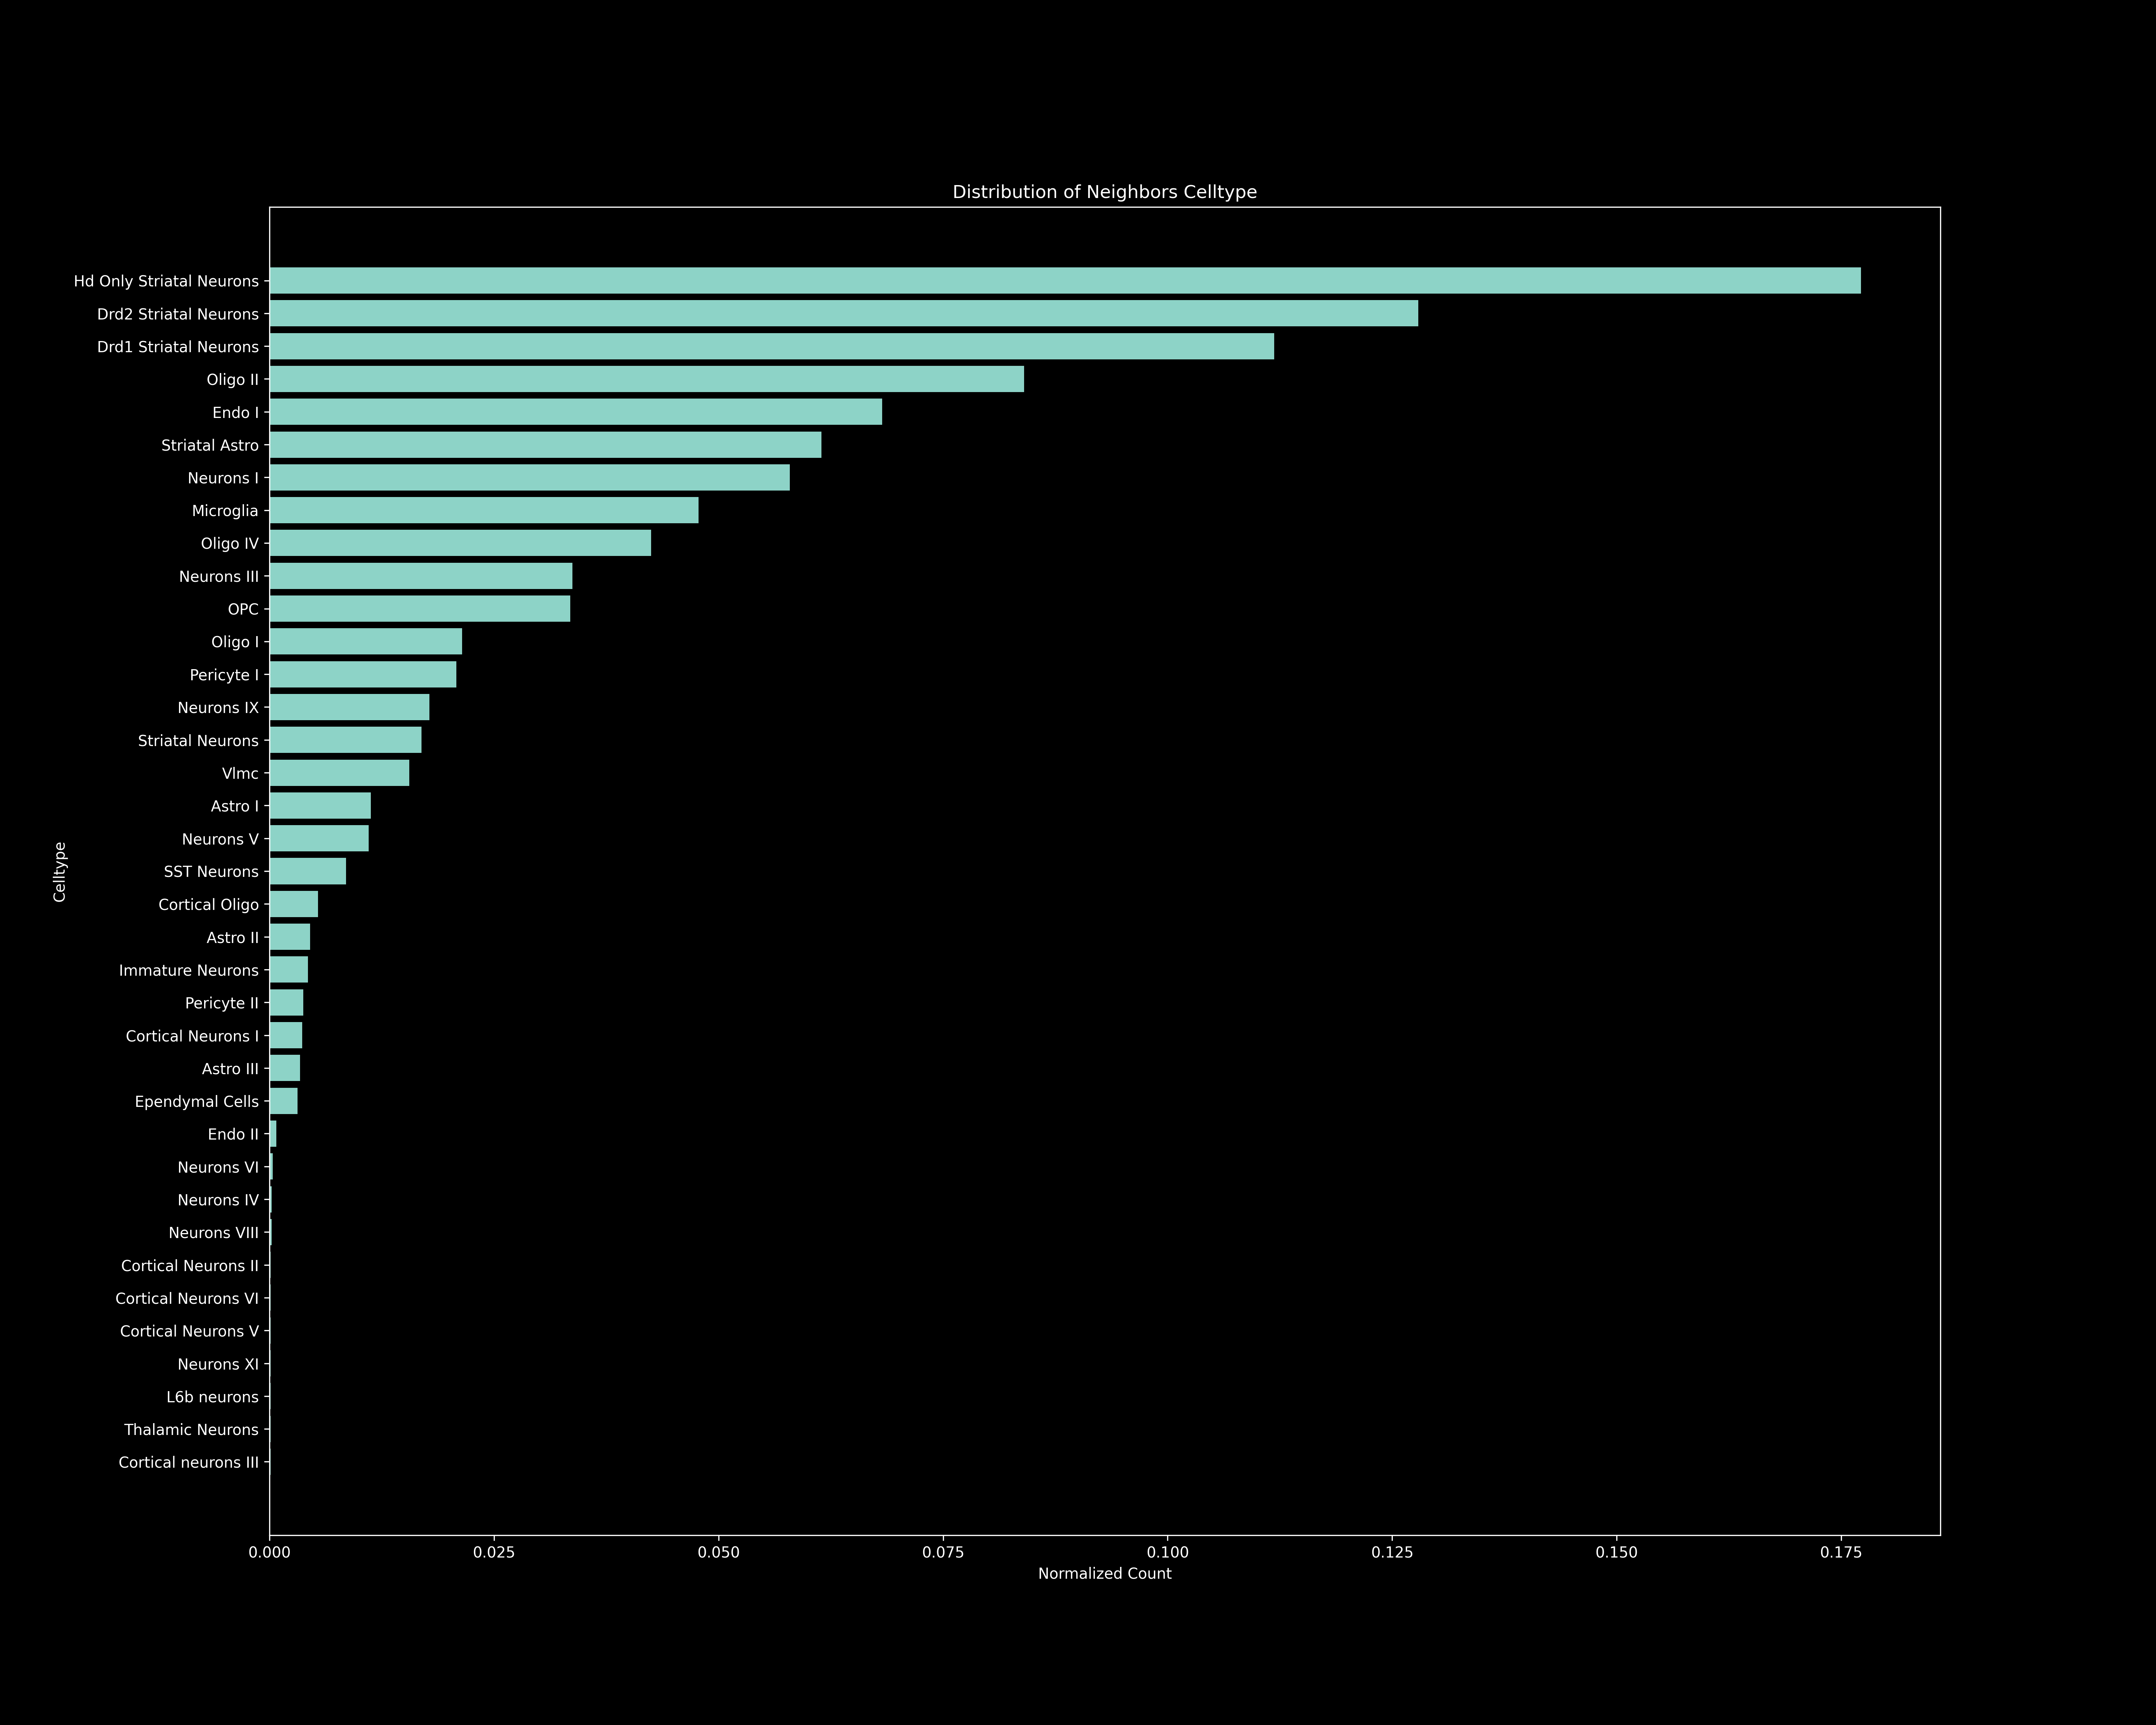 Distribution of Neighbors Celltype
Hd Only Striatal Neurons
Drd2 Striatal Neurons
Drd1 Striatal Neurons
Oligo II
Endo I
Striatal Astro
Neurons I
Microglia
Oligo IV
Neurons III
OPC
Oligo I
Pericyte I
Neurons IX
Striatal Neurons
Vlmc
Astro I
Neurons V
SST Neurons
Cortical Oligo
Astro II
Immature Neurons
Pericyte II
Cortical Neurons I
Astro III
Ependymal Cells
Endo II
Neurons VI
Neurons IV
Neurons VIII
Cortical Neurons II
Cortical Neurons VI
Cortical Neurons V
Neurons XI
L6b neurons
Thalamic Neurons
Cortical neurons III
Celltype
0.000 0.025 0.050 0.075 0.100 0.125 0.150 0.175
Normalized Count